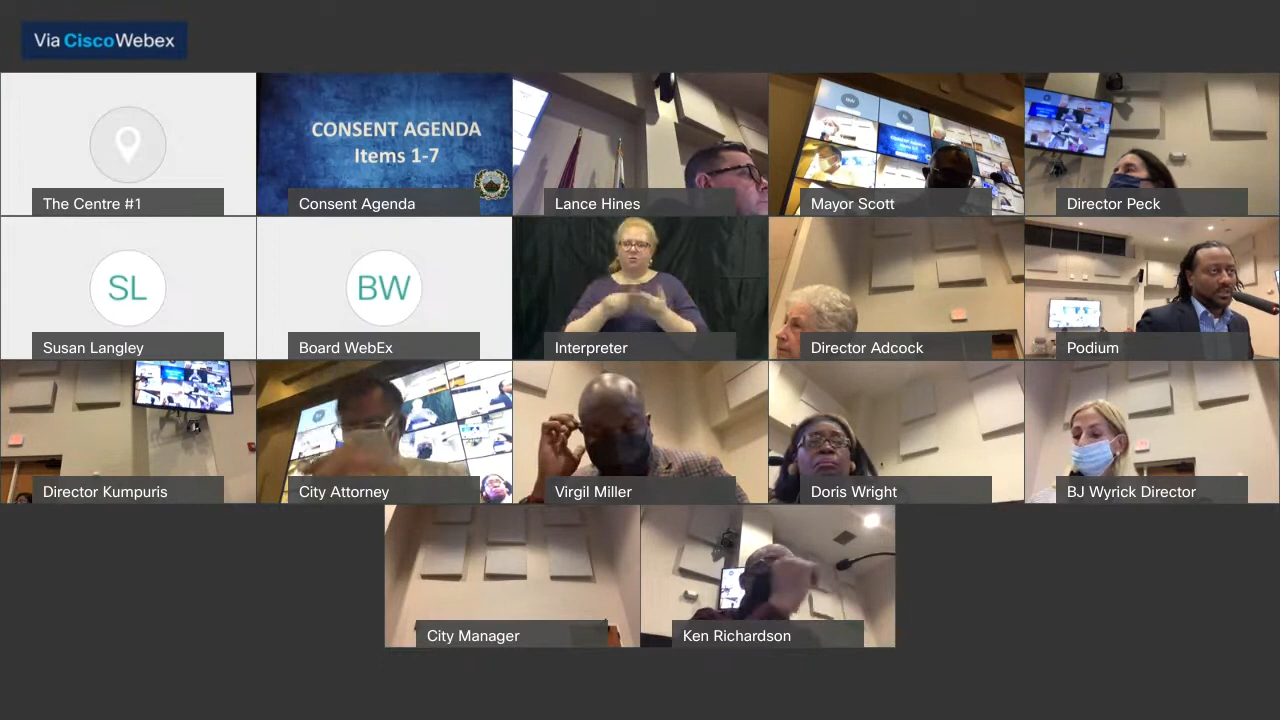 Via Cisco Webex
The Centre #1
CONSENT AGENDA
Items 1-7
Consent Agenda
Lance Hines
Mayor Scott
Director Peck
SL
Susan Langley
BW
Board WebEx
Interpreter
Director Adcock
Podium
Director Kumpuris
City Attorney
Virgil Miller
Doris Wright
BJ Wyrick Director
City Manager
Ken Richardson